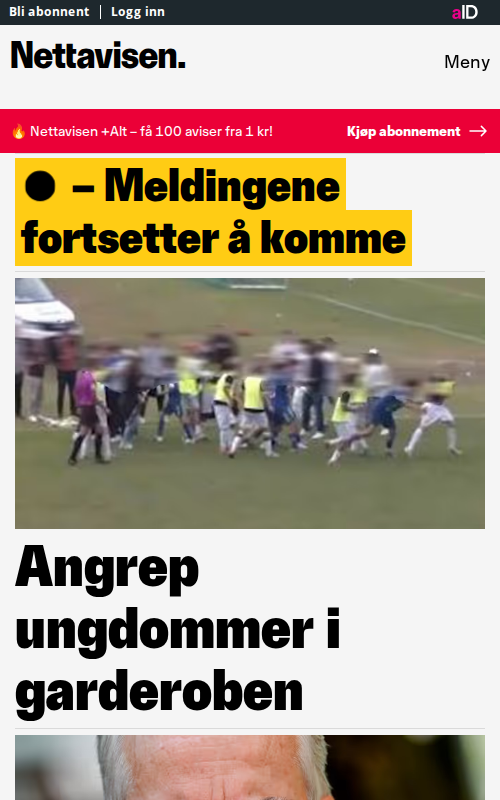 Bli abonnent | Logg inn
aID
Nettavisen.
Meny
🔥 Nettavisen +Alt – få 100 aviser fra 1 kr!
Kjøp abonnement →
● – Meldingene
fortsetter å komme
Angrep
ungdommer i
garderoben